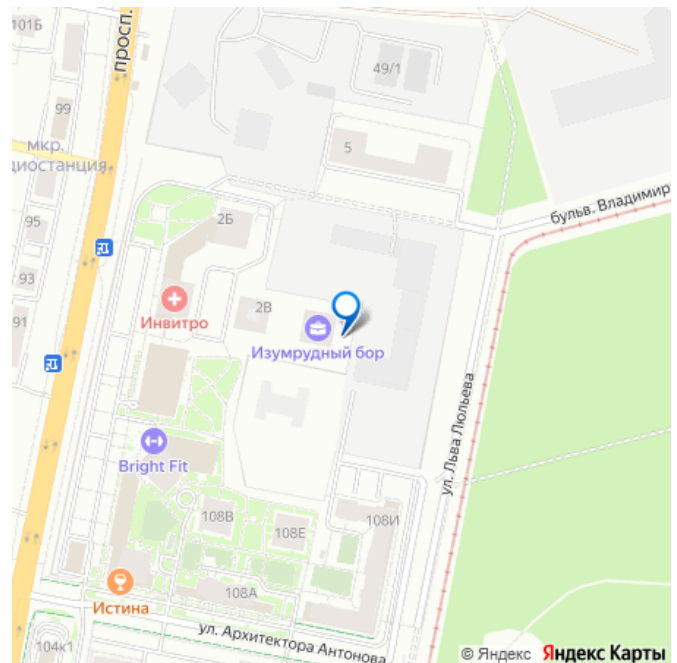 101Б
просп.
49/1
99
мкр.
диостанция
5
бульв. Владимир
95
2Б
93
Инвитро
2В
91
Изумрудный бор
ул. Льва Люльева
Bright Fit
108В
108Е
108И
108А
Истина
ул. Архитектора Антонова
104к1
© Яндекс Яндекс Карты